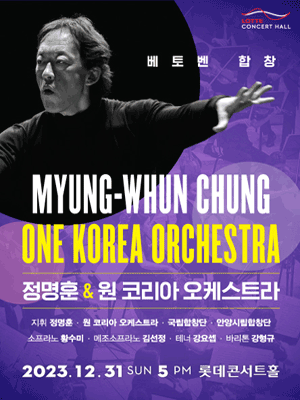 LOTTE
CONCERT HALL
베토벤 합창
MYUNG-WHUN CHUNG
ONE KOREA ORCHESTRA
정명훈 & 원 코리아 오케스트라
지휘 정명훈 · 원 코리아 오케스트라 · 국립합창단 · 안양시립합창단
소프라노 황수미 · 메조소프라노 김선정 · 테너 강요셉 · 바리톤 강형규
2023.12.31 SUN 5 PM 롯데콘서트홀